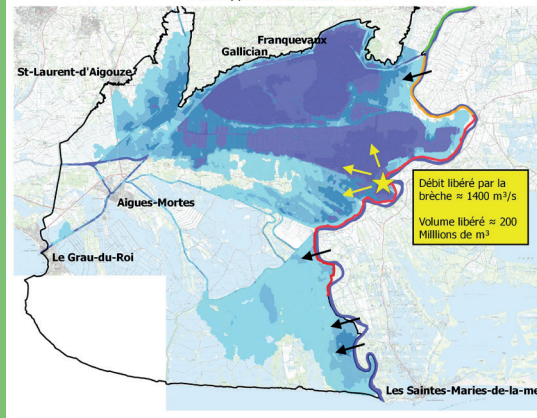 Franquevaux
Gallician
St-Laurent-d'Aigouze
Débit libéré par la
brèche ≈ 1400 m³/s
Volume libéré ≈ 200
Milllions de m³
Aigues-Mortes
Le Grau-du-Roi
Les Saintes-Maries-de-la-me